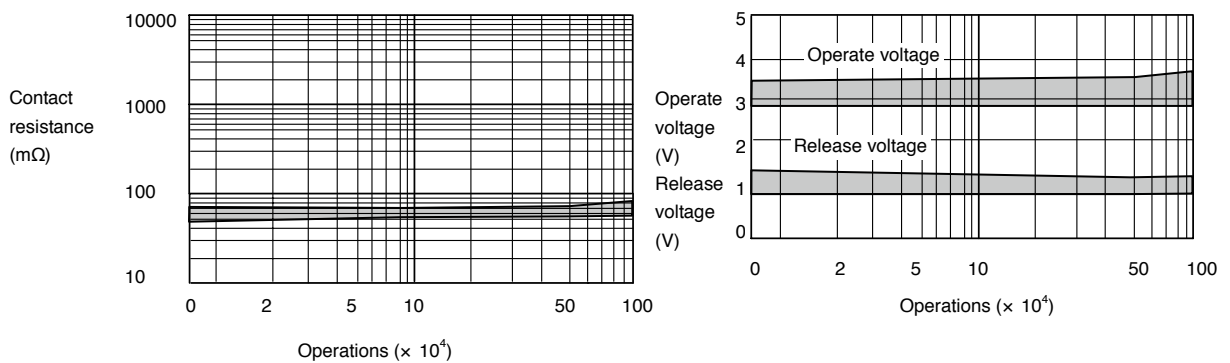 Contact
resistance
(mΩ)
10000
1000
100
10
0 2 5 10 50 100
Operations (× 10⁴)
Operate
voltage
(V)
Release
voltage
(V)
5
4
3
2
1
0
Operate voltage
Release voltage
0 2 5 10 50 100
Operations (× 10⁴)